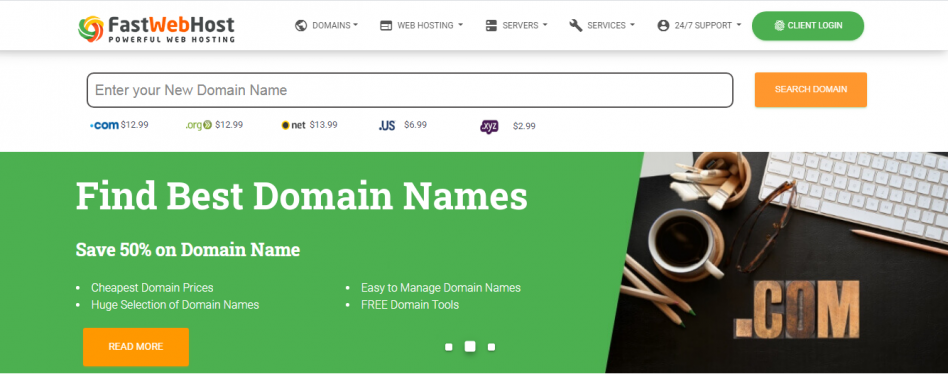 FastWebHost
POWERFUL WEB HOSTING
DOMAINS
WEB HOSTING
SERVERS
SERVICES
24/7 SUPPORT
CLIENT LOGIN
Enter your New Domain Name
SEARCH DOMAIN
.com $12.99
.org $12.99
net $13.99
.US $6.99
.xyz $2.99
Find Best Domain Names
Save 50% on Domain Name
• Cheapest Domain Prices
• Huge Selection of Domain Names
• Easy to Manage Domain Names
• FREE Domain Tools
READ MORE
.COM